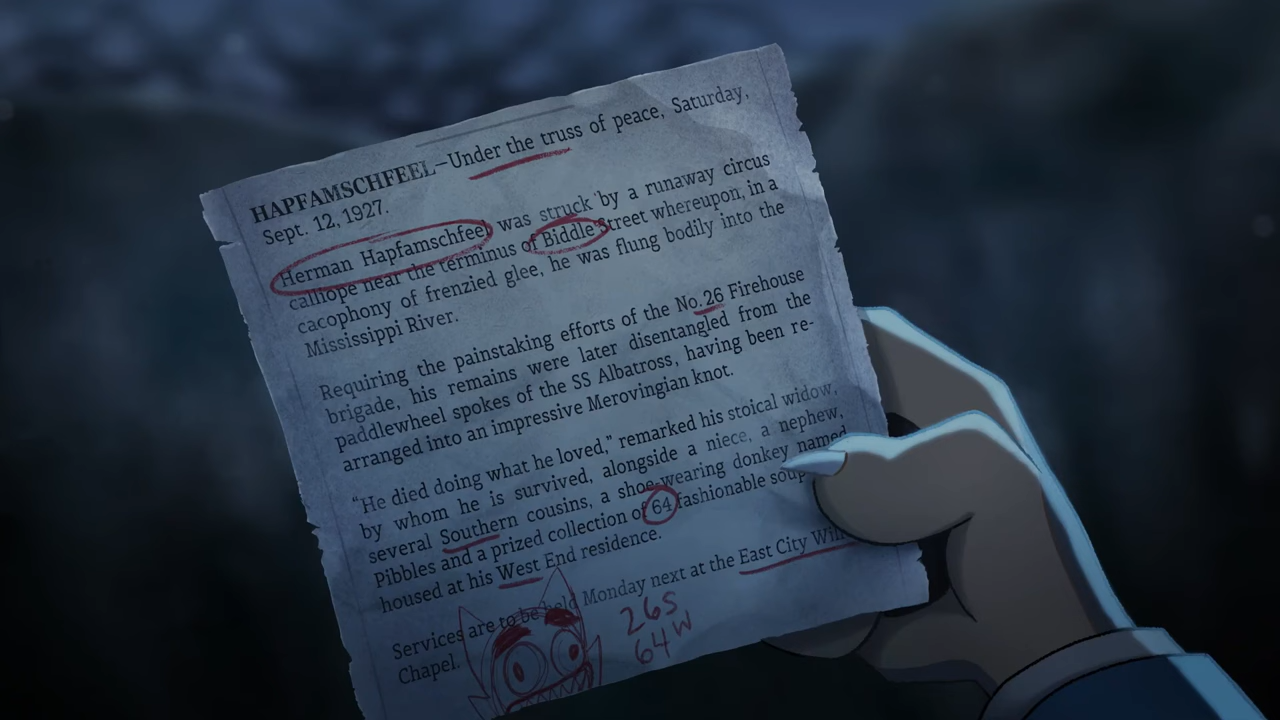 HAPFAMSCHFEEL—Under the truss of peace, Saturday,
Sept. 12, 1927.
Herman Hapfamschfeel was struck by a runaway circus
calliope near the terminus of Biddle Street whereupon, in a
cacophony of frenzied glee, he was flung bodily into the
Mississippi River.
Requiring the painstaking efforts of the No. 26 Firehouse
brigade, his remains were later disentangled from the
paddlewheel spokes of the SS Albatross, having been re-
arranged into an impressive Merovingian knot.
“He died doing what he loved,” remarked his stoical widow,
by whom he is survived, alongside a niece, a nephew,
several Southern cousins, a shoe-wearing donkey named
Pibbles and a prized collection of 64 fashionable soup
housed at his West End residence.
Services are to be held Monday next at the East City
Chapel.
26S
64W